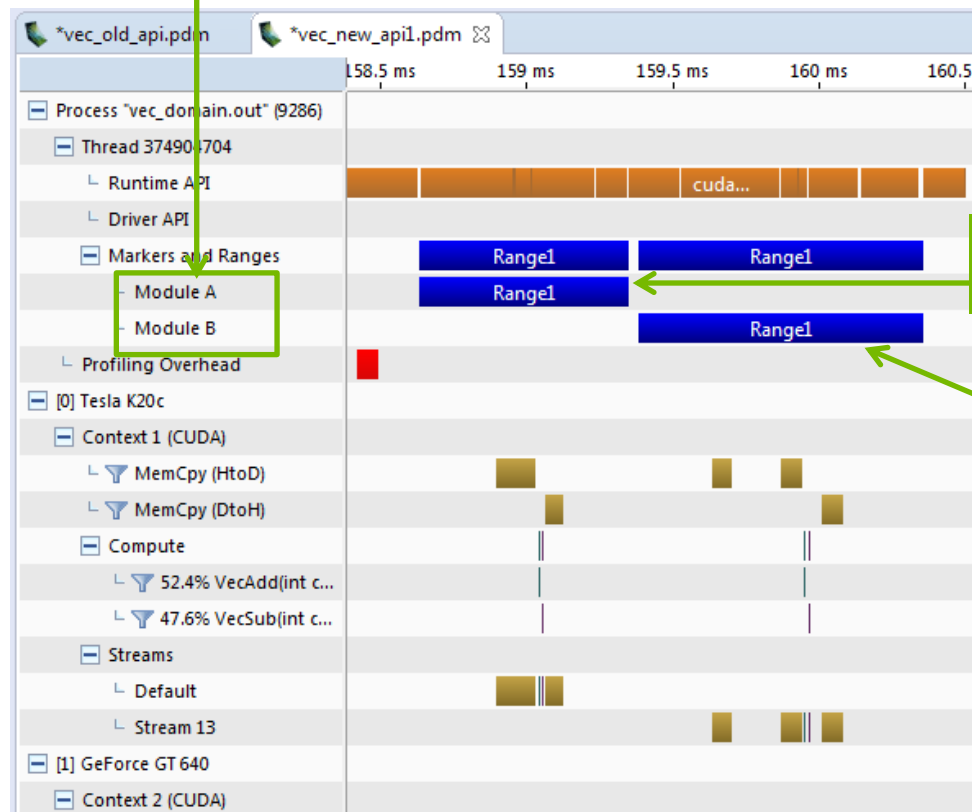 *vec_old_api.pdm *vec_new_api1.pdm
158.5 ms 159 ms 159.5 ms 160 ms 160.5
Process "vec_domain.out" (9286)
Thread 374904704
Runtime API cuda...
Driver API
Markers and Ranges Range1 Range1
Module A Range1
Module B Range1
Profiling Overhead
[0] Tesla K20c
Context 1 (CUDA)
MemCpy (HtoD)
MemCpy (DtoH)
Compute
52.4% VecAdd(int c...
47.6% VecSub(int c...
Streams
Default
Stream 13
[1] GeForce GT 640
Context 2 (CUDA)